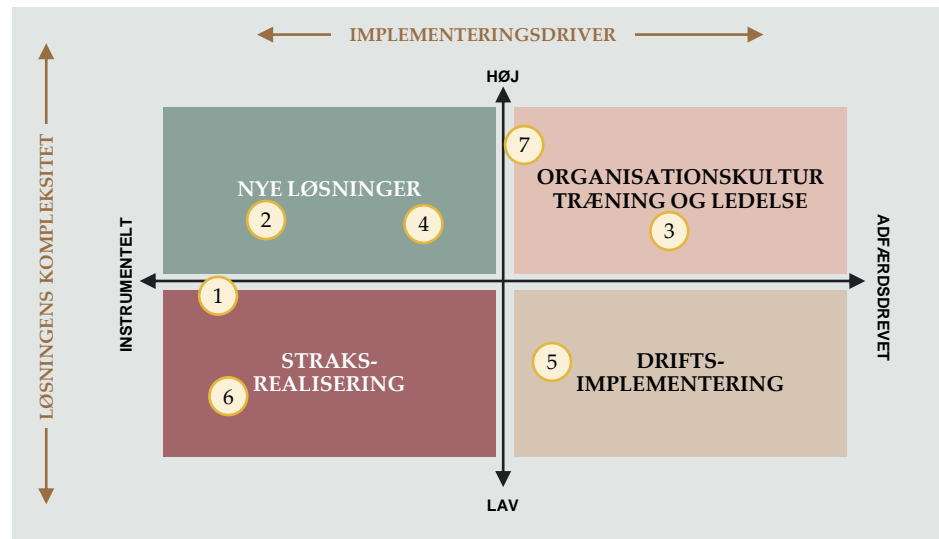 IMPLEMENTERINGSDRIVER
LØSNINGENS KOMPLEKSITET
HØJ
7
NYE LØSNINGER
ORGANISATIONSKULTUR
TRÆNING OG LEDELSE
2
4
3
INSTRUMENTELT
ADFÆRDSDREVET
1
STRAKS-
REALISERING
5
DRIFTS-
IMPLEMENTERING
6
LAV